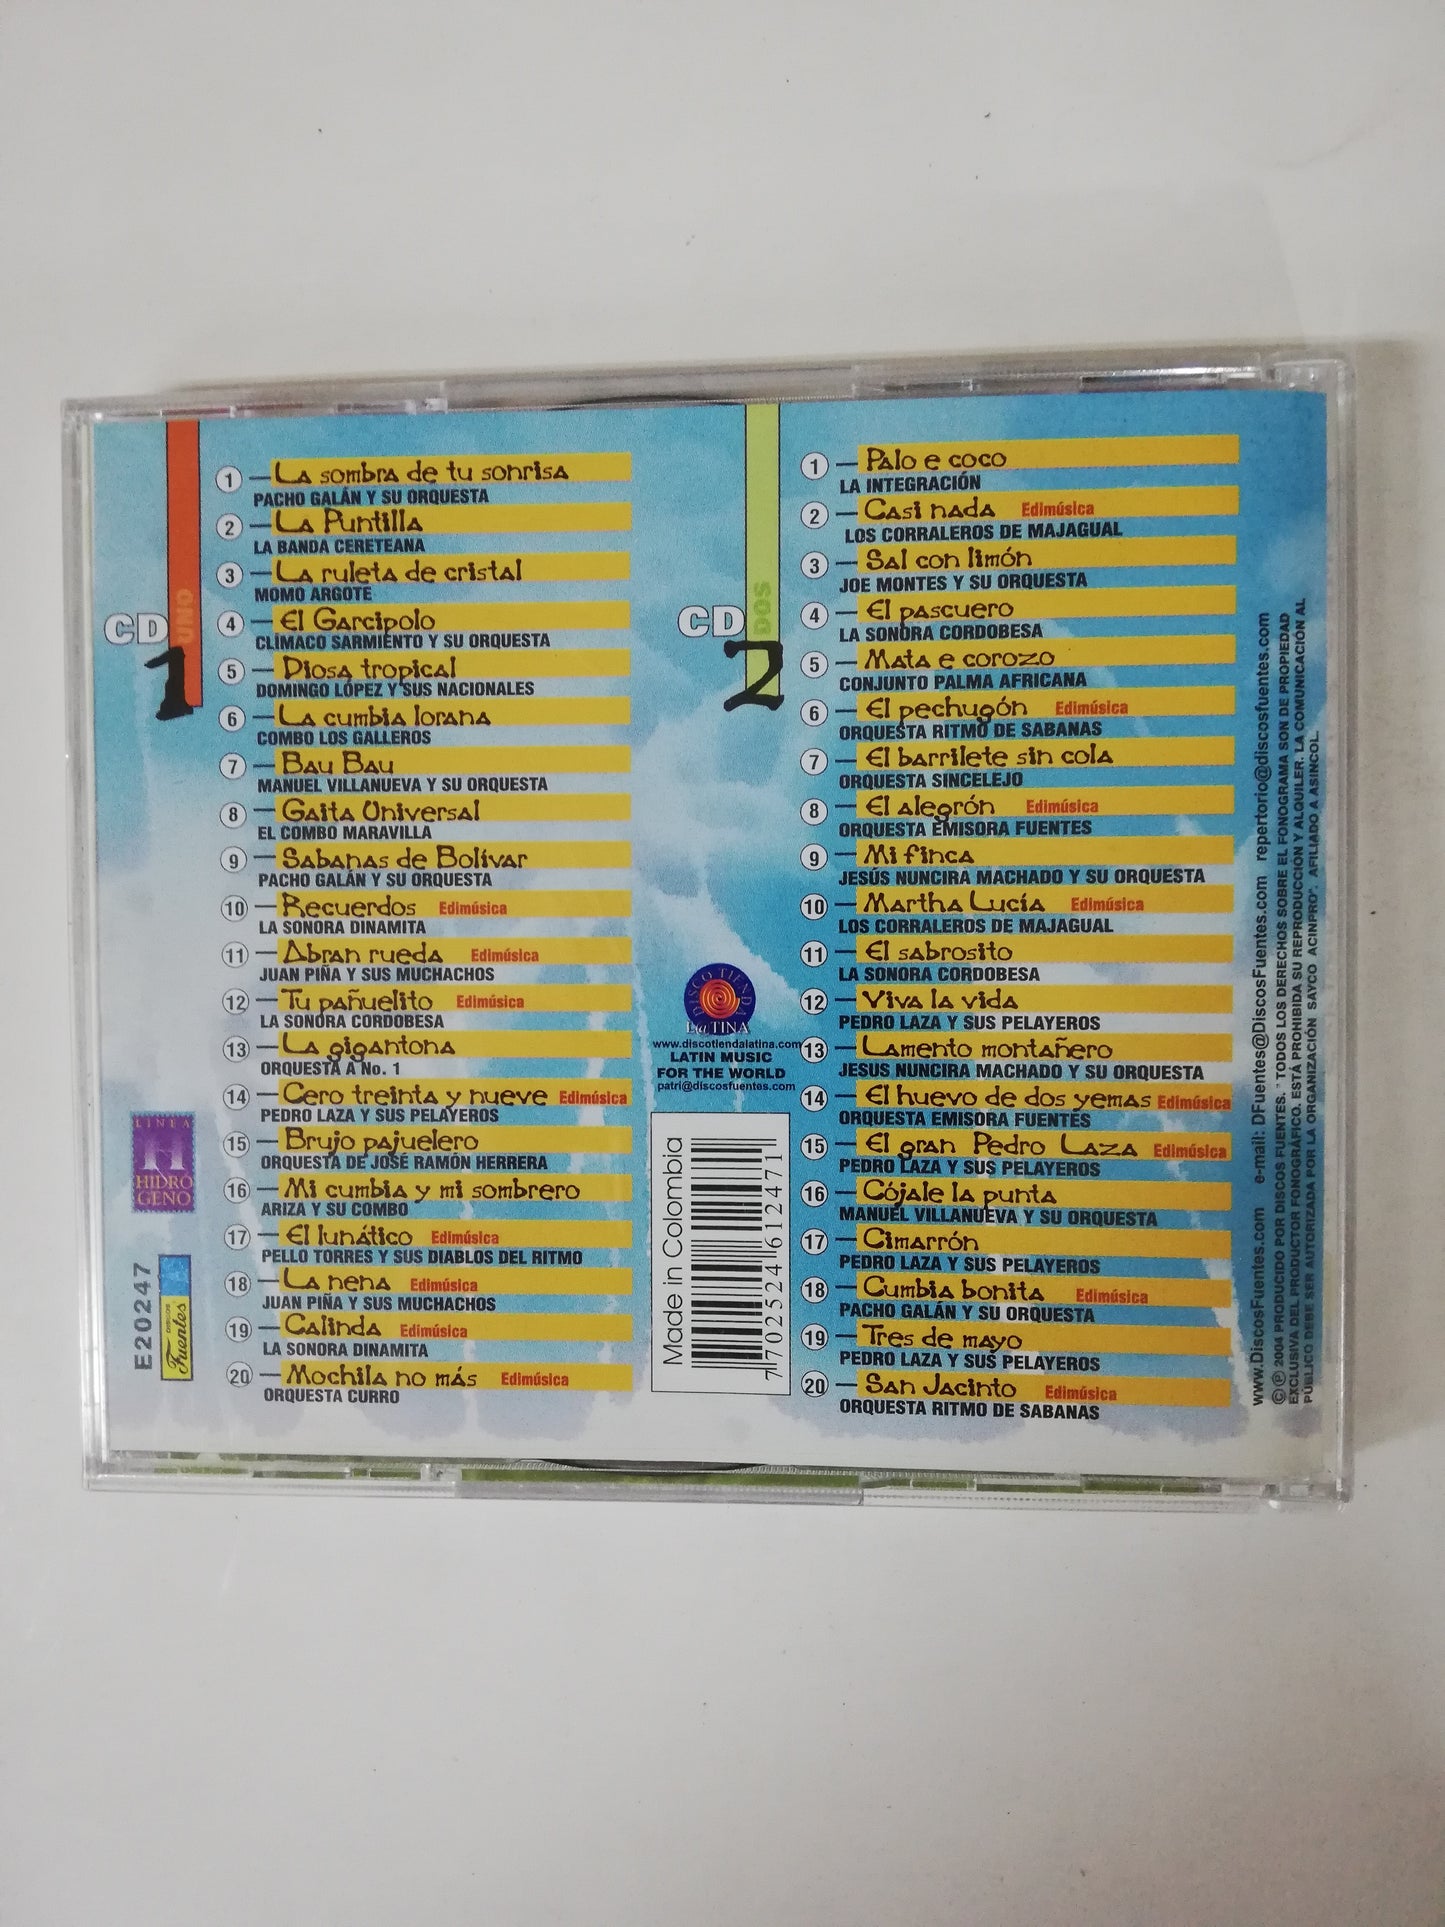 CD
UNO
1
1 La sombra de tu sonrisa
PACHO GALÁN Y SU ORQUESTA
2 La Puntilla
LA BANDA CERETEANA
3 La ruleta de cristal
MOMO ARGOTE
4 El Garcipolo
CLÍMACO SARMIENTO Y SU ORQUESTA
5 Diosa tropical
DOMINGO LÓPEZ Y SUS NACIONALES
6 La cumbia lorana
COMBO LOS GALLEROS
7 Bau Bau
MANUEL VILLANUEVA Y SU ORQUESTA
8 Gaita Universal
EL COMBO MARAVILLA
9 Sabanas de Bolívar
PACHO GALÁN Y SU ORQUESTA
10 Recuerdos Edimúsica
LA SONORA DINAMITA
11 Abran rueda Edimúsica
JUAN PIÑA Y SUS MUCHACHOS
12 Tu pañuelito Edimúsica
LA SONORA CORDOBESA
13 La gigantona
ORQUESTA A No. 1
14 Cero treinta y nueve Edimúsica
PEDRO LAZA Y SUS PELAYEROS
15 Brujo pajuelero
ORQUESTA DE JOSÉ RAMÓN HERRERA
16 Mi cumbia y mi sombrero
ARIZA Y SU COMBO
17 El lunático Edimúsica
PELLO TORRES Y SUS DIABLOS DEL RITMO
18 La nena Edimúsica
JUAN PIÑA Y SUS MUCHACHOS
19 Calinda Edimúsica
LA SONORA DINAMITA
20 Mochila no más Edimúsica
ORQUESTA CURRO
LINEA
H
HIDRO
GENO
E20247
DISCOS
Fuentes
CD
DOS
2
1 Palo e coco
LA INTEGRACIÓN
2 Casi nada Edimúsica
LOS CORRALEROS DE MAJAGUAL
3 Sal con limón
JOE MONTES Y SU ORQUESTA
4 El pascuero
LA SONORA CORDOBESA
5 Mata e corozo
CONJUNTO PALMA AFRICANA
6 El pechugón Edimúsica
ORQUESTA RITMO DE SABANAS
7 El barrilete sin cola
ORQUESTA SINCELEJO
8 El alegrón Edimúsica
ORQUESTA EMISORA FUENTES
9 Mi finca
JESÚS NUNCIRA MACHADO Y SU ORQUESTA
10 Martha Lucía Edimúsica
LOS CORRALEROS DE MAJAGUAL
11 El sabrosito
LA SONORA CORDOBESA
12 Viva la vida
PEDRO LAZA Y SUS PELAYEROS
13 Lamento montañero
JESUS NUNCIRA MACHADO Y SU ORQUESTA
14 El huevo de dos yemas Edimúsica
ORQUESTA EMISORA FUENTES
15 El gran Pedro Laza Edimúsica
PEDRO LAZA Y SUS PELAYEROS
16 Cójale la punta
MANUEL VILLANUEVA Y SU ORQUESTA
17 Cimarrón
PEDRO LAZA Y SUS PELAYEROS
18 Cumbia bonita Edimúsica
PACHO GALÁN Y SU ORQUESTA
19 Tres de mayo
PEDRO LAZA Y SUS PELAYEROS
20 San Jacinto Edimúsica
ORQUESTA RITMO DE SABANAS
DISCO TIENDA
L@TINA
www.discotiendalatina.com
LATIN MUSIC
FOR THE WORLD
patri@discosfuentes.com
Made in Colombia
7 702524 612471
www.DiscosFuentes.com e-mail: DFuentes@DiscosFuentes.com repertorio@discosfuentes.com
© ℗ 2004 PRODUCIDO POR DISCOS FUENTES. " TODOS LOS DERECHOS SOBRE EL FONOGRAMA SON DE PROPIEDAD
EXCLUSIVA DEL PRODUCTOR FONOGRÁFICO. ESTÁ PROHIBIDA SU REPRODUCCIÓN Y ALQUILER. LA COMUNICACIÓN AL
PÚBLICO DEBE SER AUTORIZADA POR LA ORGANIZACIÓN SAYCO ACINPRO". AFILIADO A ASINCOL.